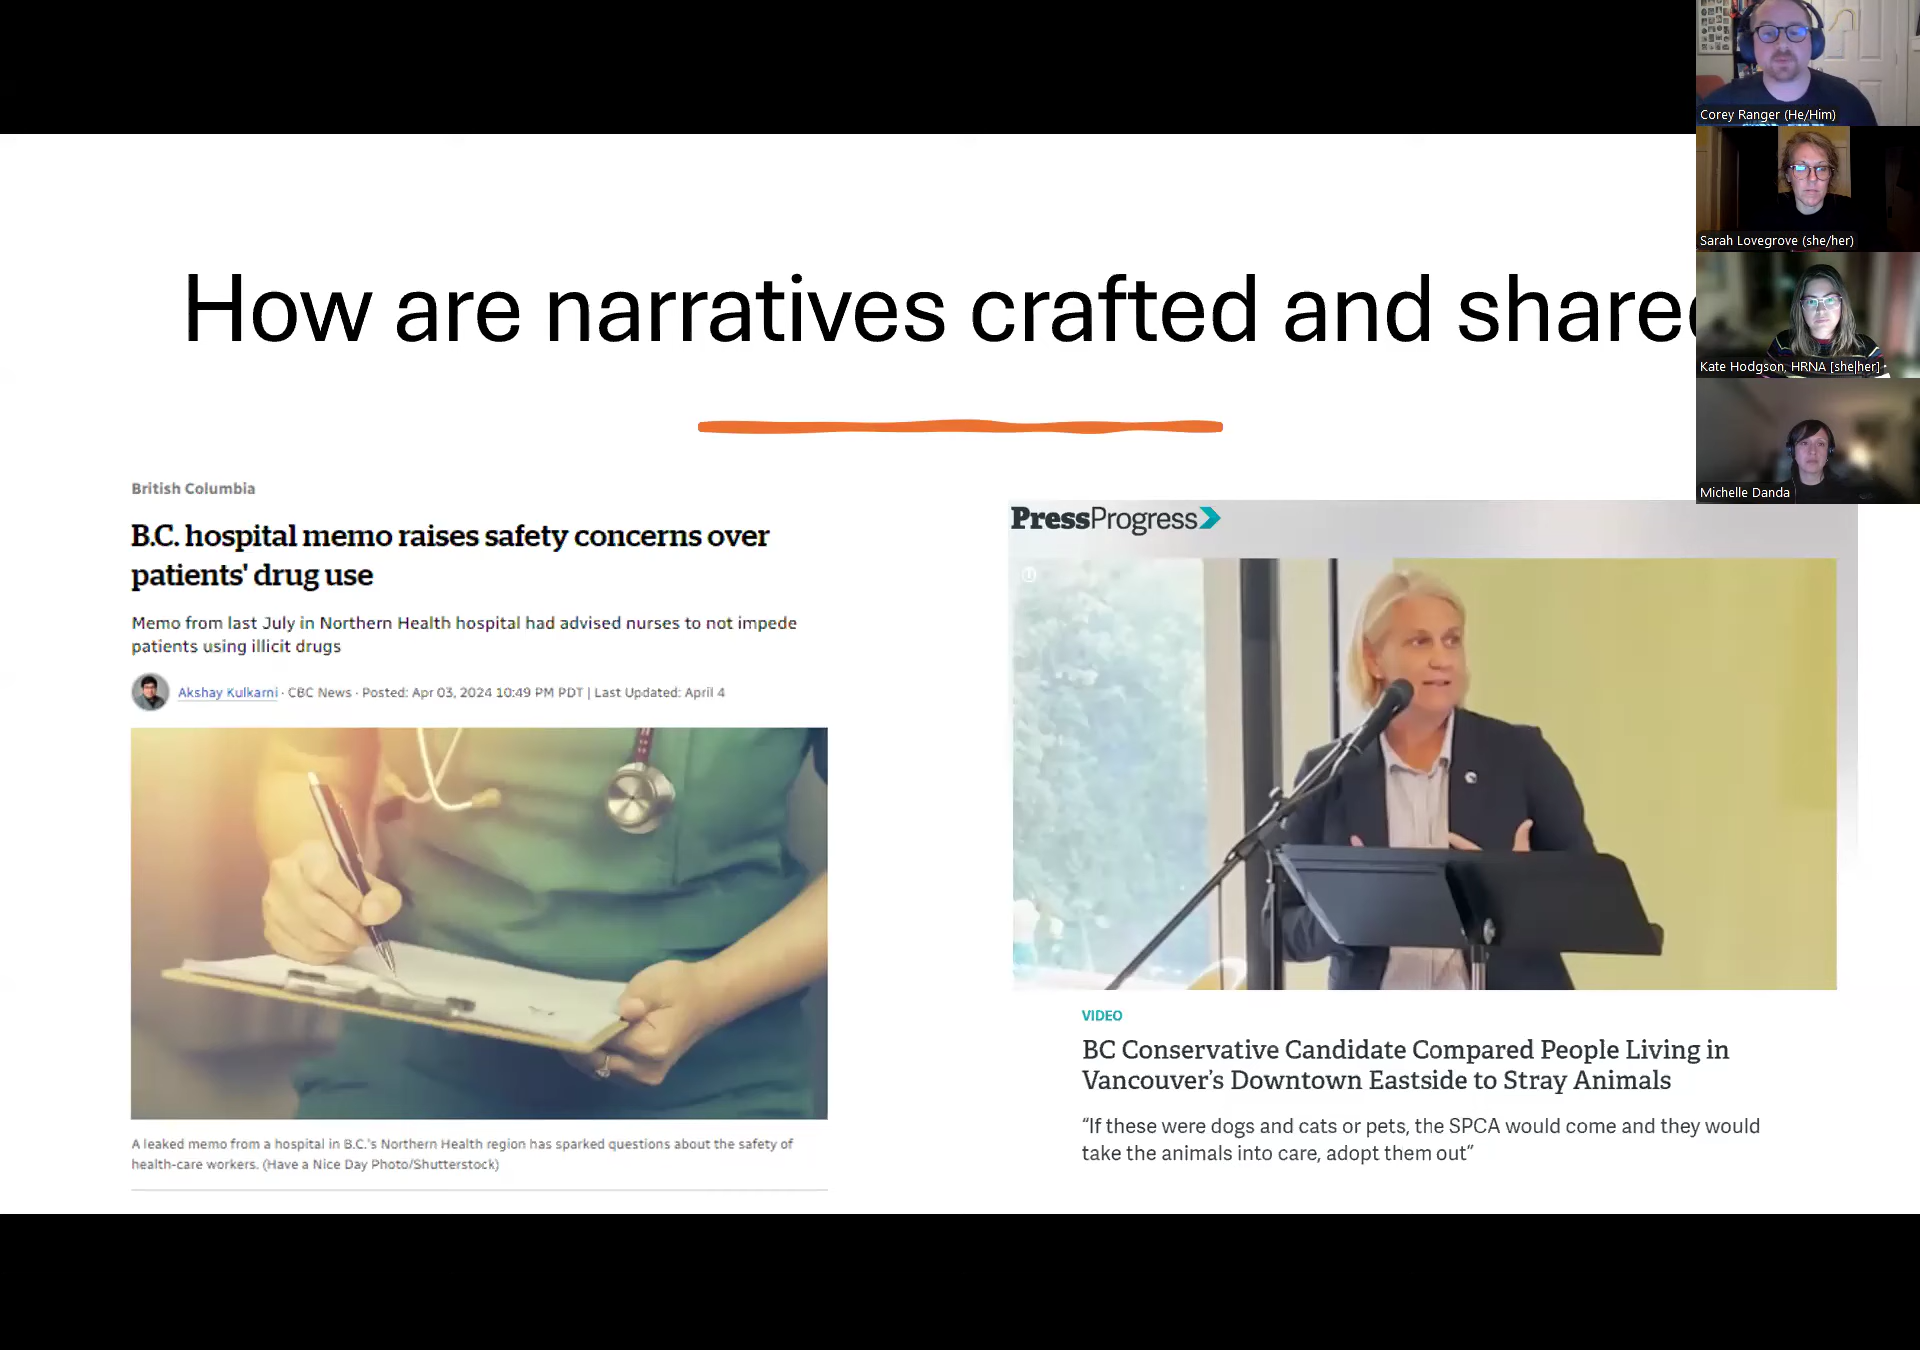 How are narratives crafted and shared
British Columbia
B.C. hospital memo raises safety concerns over
patients' drug use
Memo from last July in Northern Health hospital had advised nurses to not impede
patients using illicit drugs
Akshay Kulkarni · CBC News · Posted: Apr 03, 2024 10:49 PM PDT | Last Updated: April 4
A leaked memo from a hospital in B.C.'s Northern Health region has sparked questions about the safety of
health-care workers. (Have a Nice Day Photo/Shutterstock)
PressProgress
VIDEO
BC Conservative Candidate Compared People Living in
Vancouver's Downtown Eastside to Stray Animals
“If these were dogs and cats or pets, the SPCA would come and they would
take the animals into care, adopt them out”
Corey Ranger (He/Him)
Sarah Lovegrove (she/her)
Kate Hodgson, HRNA [she|her]
Michelle Danda